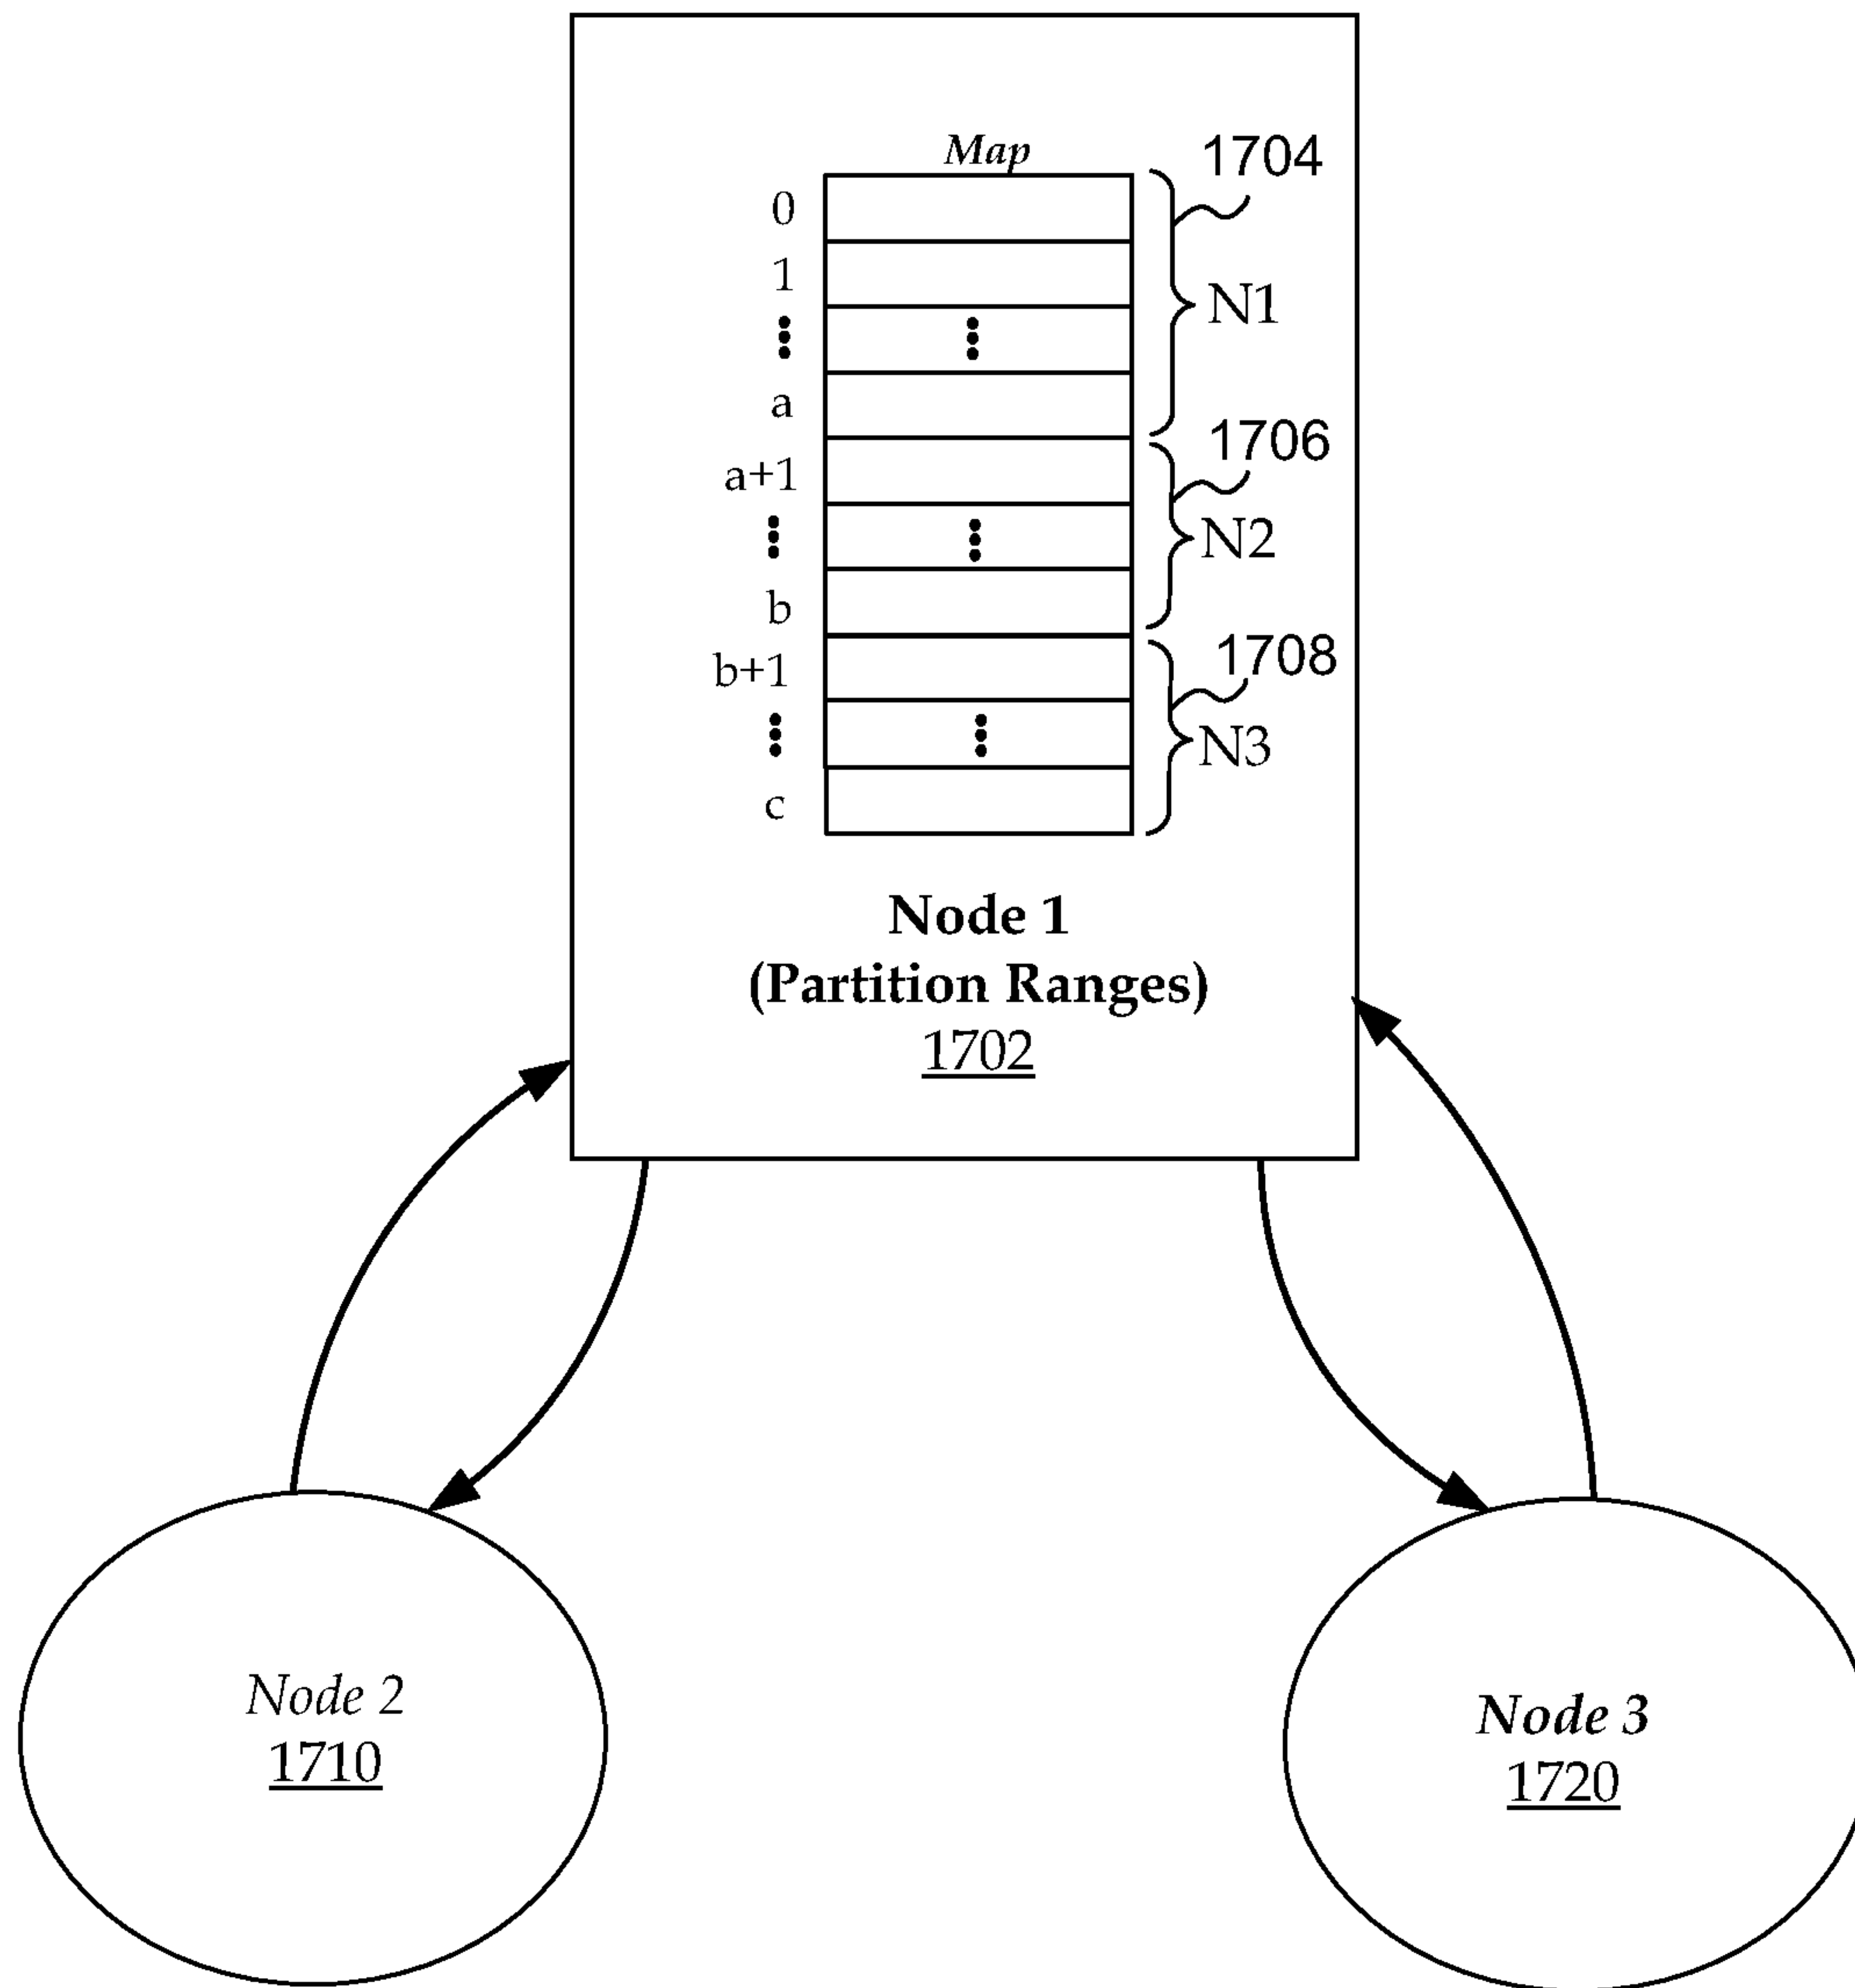 Map
1704
0
1
N1
a
1706
a+1
N2
b
1708
b+1
N3
c
Node 1
(Partition Ranges)
1702
Node 2
1710
Node 3
1720